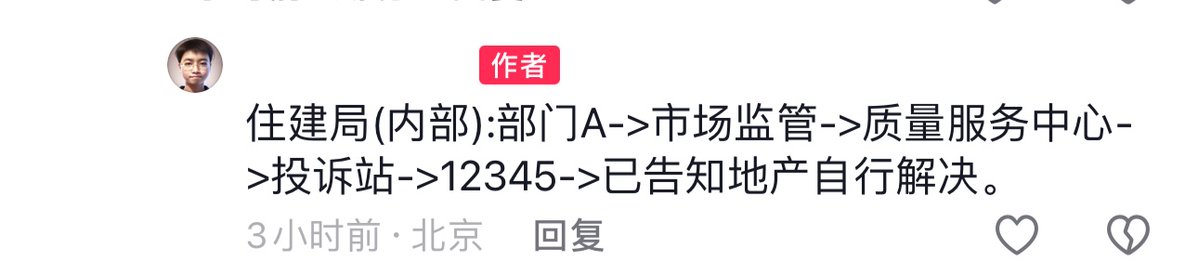 作者
住建局(内部):部门A->市场监管->质量服务中心-
>投诉站->12345->已告知地产自行解决。
3小时前·北京 回复